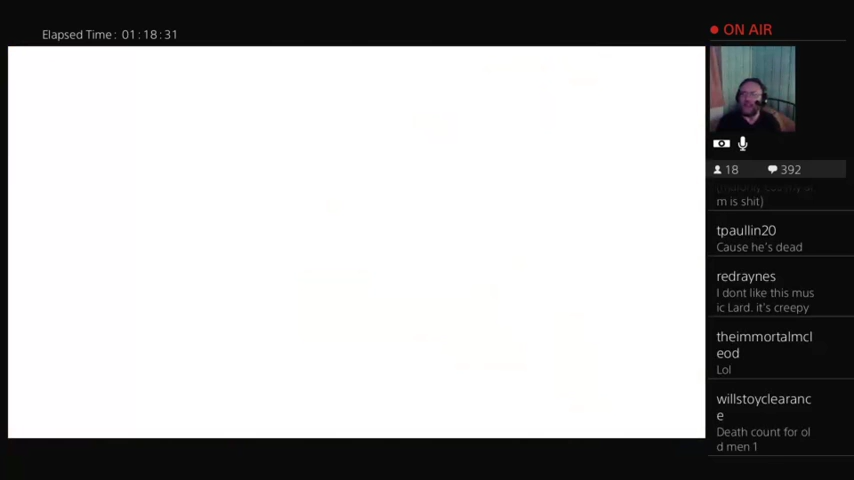 Elapsed Time: 01:18:31
ON AIR
18 392
m is shit)
tpaullin20
Cause he's dead
redraynes
I dont like this mus
ic Lard. it's creepy
theimmortalmcl
eod
Lol
willstoyclearanc
e
Death count for ol
d men 1